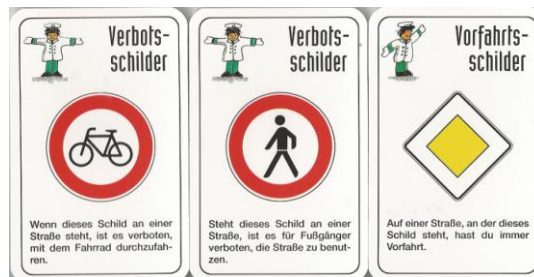 Verbots-
schilder
Wenn dieses Schild an einer
Straße steht, ist es verboten,
mit dem Fahrrad durchzufah-
ren.
Verbots-
schilder
Steht dieses Schild an einer
Straße, ist es für Fußgänger
verboten, die Straße zu benut-
zen.
Vorfahrts-
schilder
Auf einer Straße, an der dieses
Schild steht, hast du immer
Vorfahrt.